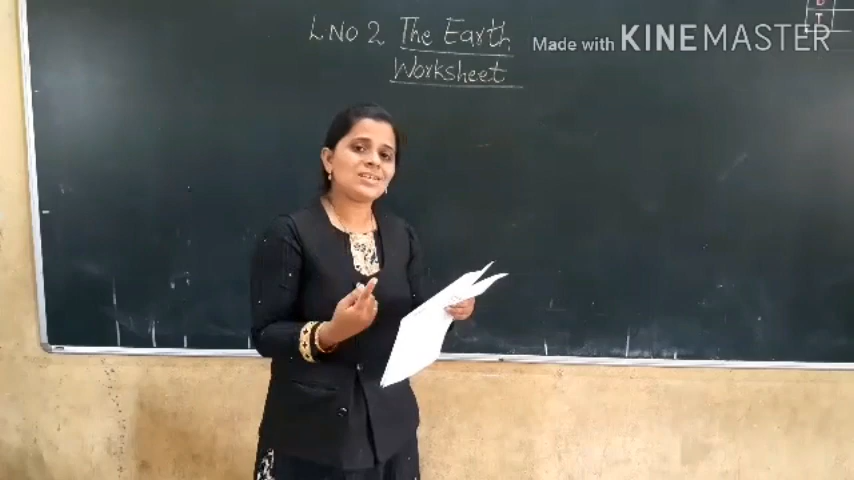 L No 2 The Earth
Worksheet
Made with KINEMASTER
D
T